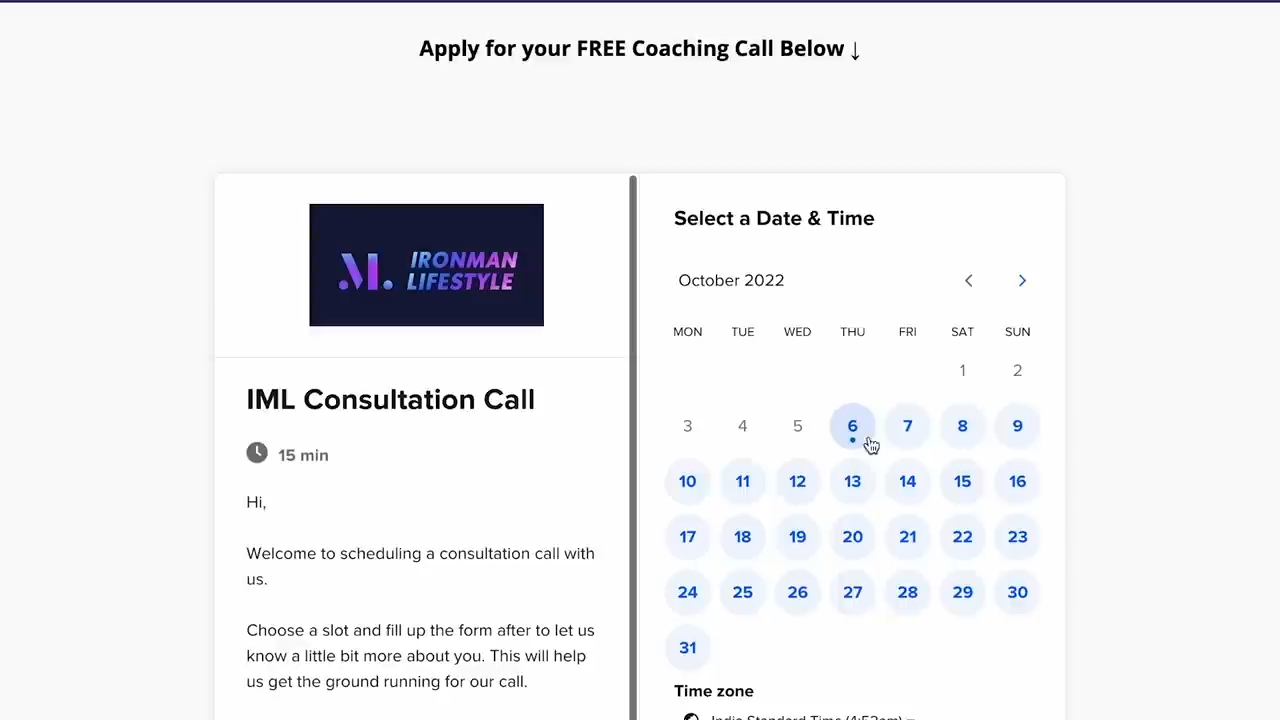 Apply for your FREE Coaching Call Below ↓
M. IRONMAN
LIFESTYLE
IML Consultation Call
15 min
Hi,
Welcome to scheduling a consultation call with
us.
Choose a slot and fill up the form after to let us
know a little bit more about you. This will help
us get the ground running for our call.
Select a Date & Time
October 2022
MON TUE WED THU FRI SAT SUN
1 2
3 4 5 6 7 8 9
10 11 12 13 14 15 16
17 18 19 20 21 22 23
24 25 26 27 28 29 30
31
Time zone
India Standard Time (4:52am)